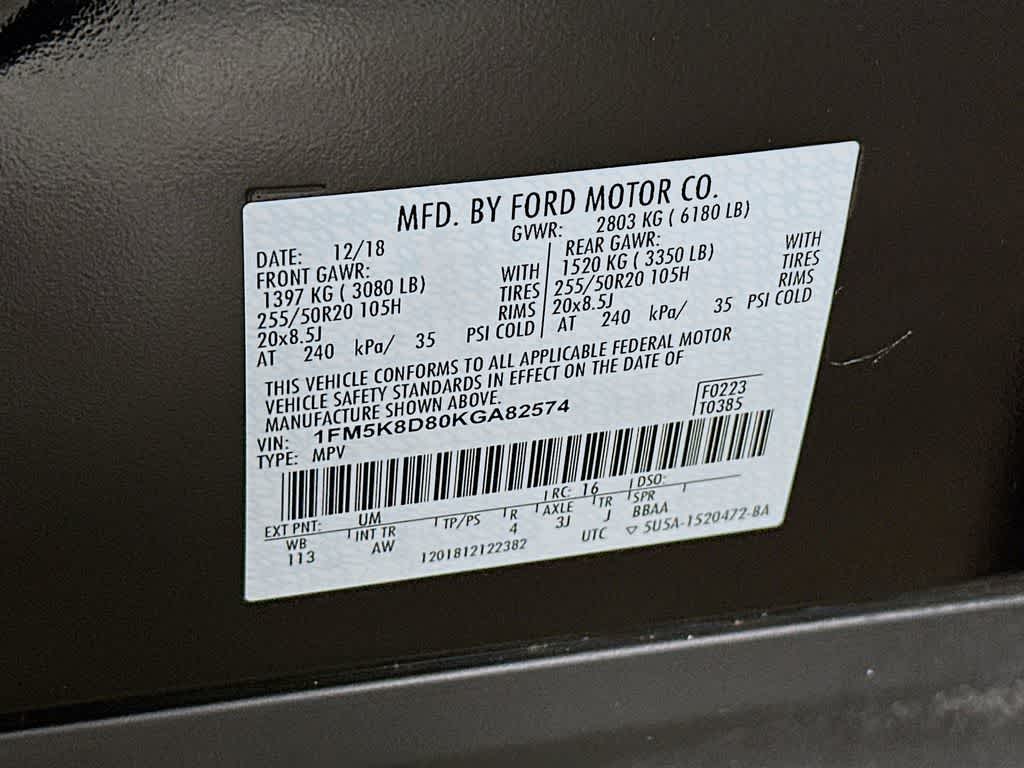 MFD. BY FORD MOTOR CO.
DATE: 12/18 GVWR: 2803 KG ( 6180 LB)
FRONT GAWR: REAR GAWR:
1397 KG ( 3080 LB) WITH 1520 KG ( 3350 LB) WITH
255/50R20 105H TIRES 255/50R20 105H TIRES
20x8.5J RIMS 20x8.5J RIMS
AT 240 kPa/ 35 PSI COLD AT 240 kPa/ 35 PSI COLD
THIS VEHICLE CONFORMS TO ALL APPLICABLE FEDERAL MOTOR
VEHICLE SAFETY STANDARDS IN EFFECT ON THE DATE OF
MANUFACTURE SHOWN ABOVE.
VIN: 1FM5K8D80KGA82574 F0223
TYPE: MPV T0385
EXT PNT: UM RC: 16 DSO:
WB INT TR TP/PS R AXLE TR SPR
113 AW 4 3J J BBAA
1201812122382 UTC ▽ 5U5A-1520472-BA